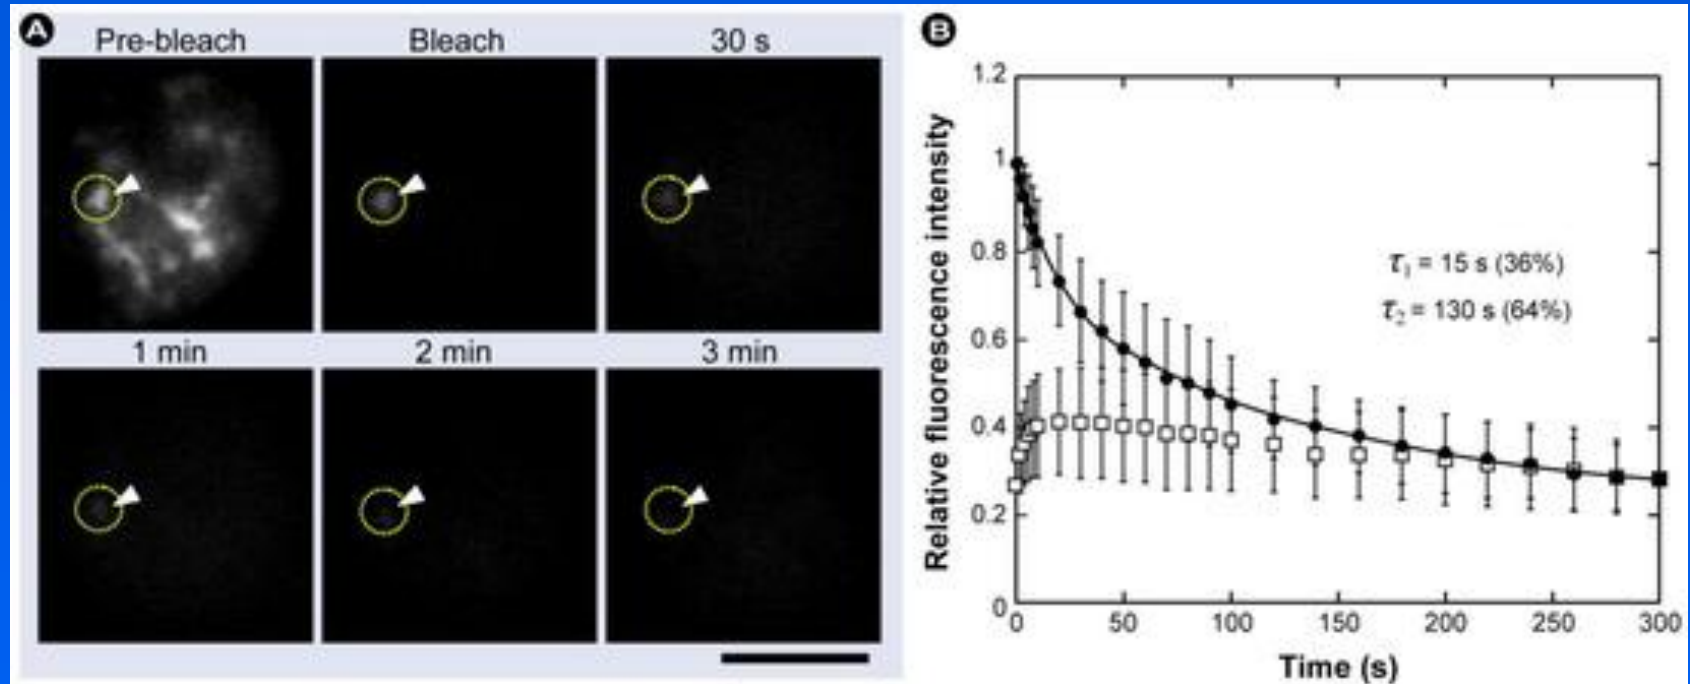 A
Pre-bleach
Bleach
30 s
1 min
2 min
3 min
B
Relative fluorescence intensity
1.2
1
0.8
0.6
0.4
0.2
0
τ1 = 15 s (36%)
τ2 = 130 s (64%)
0 50 100 150 200 250 300
Time (s)